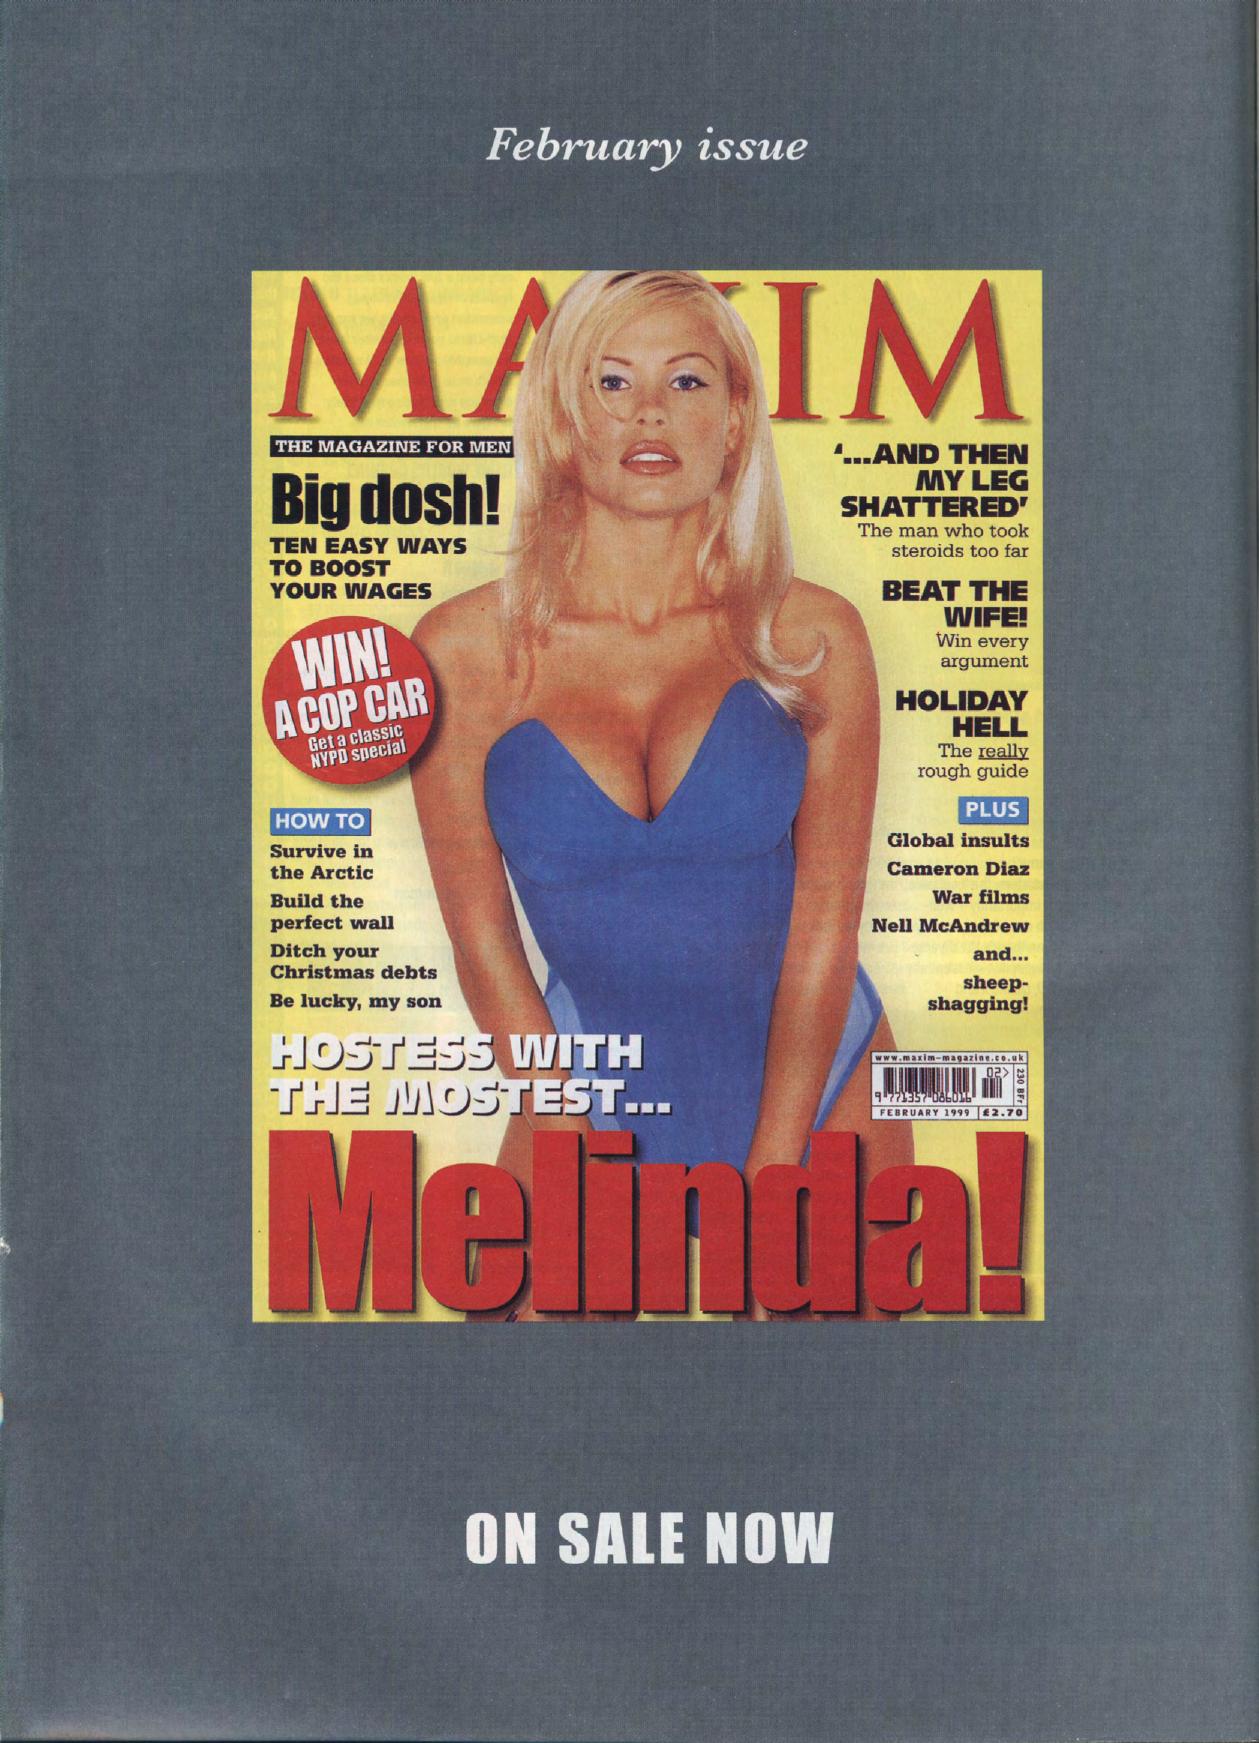 February issue
MAXIM
THE MAGAZINE FOR MEN
Big dosh!
TEN EASY WAYS
TO BOOST
YOUR WAGES
WIN!
A COP CAR
Get a classic
NYPD special
HOW TO
Survive in
the Arctic
Build the
perfect wall
Ditch your
Christmas debts
Be lucky, my son
'...AND THEN
MY LEG
SHATTERED'
The man who took
steroids too far
BEAT THE
WIFE!
Win every
argument
HOLIDAY
HELL
The really
rough guide
PLUS
Global insults
Cameron Diaz
War films
Nell McAndrew
and...
sheep-
shagging!
HOSTESS WITH
THE MOSTEST...
Melinda!
www.maxim-magazine.co.uk
02>
9 771357 086016
230 BFr
FEBRUARY 1999 £2.70
ON SALE NOW